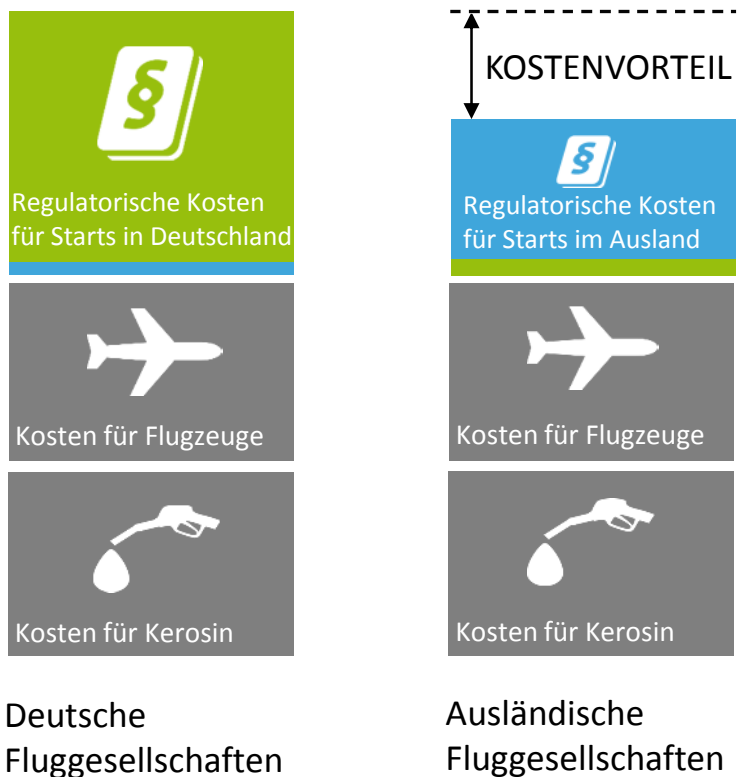 §
Regulatorische Kosten
für Starts in Deutschland
Kosten für Flugzeuge
Kosten für Kerosin
Deutsche
Fluggesellschaften
KOSTENVORTEIL
§
Regulatorische Kosten
für Starts im Ausland
Kosten für Flugzeuge
Kosten für Kerosin
Ausländische
Fluggesellschaften